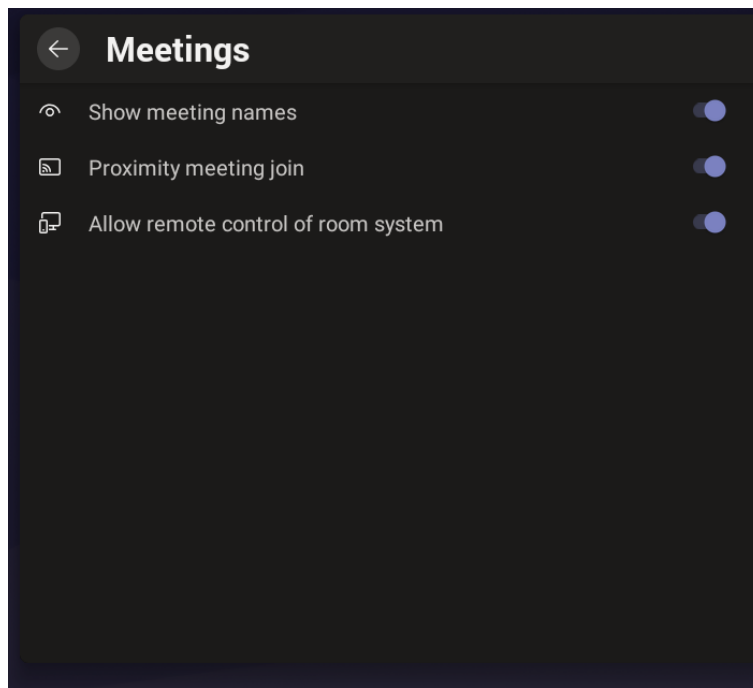 Meetings
Show meeting names
Proximity meeting join
Allow remote control of room system